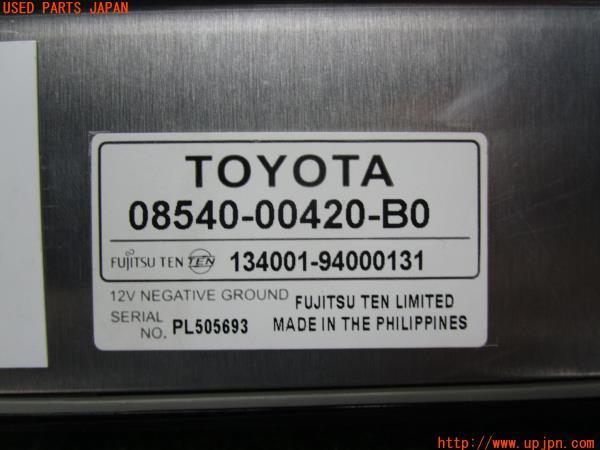 USED PARTS JAPAN
TOYOTA
08540-00420-B0
FUJITSU TEN TEN 134001-94000131
12V NEGATIVE GROUND FUJITSU TEN LIMITED
SERIAL NO. PL505693 MADE IN THE PHILIPPINES
http://www.upjpn.com/